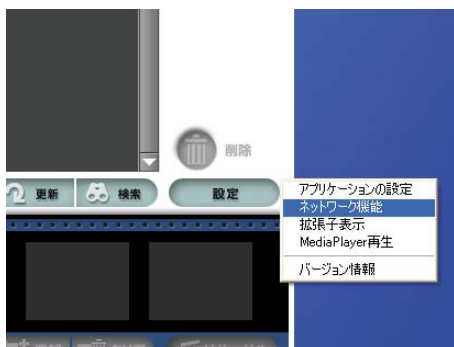 削除
更新
検索
設定
アプリケーションの設定
ネットワーク機能
拡張子表示
MediaPlayer再生
バージョン情報